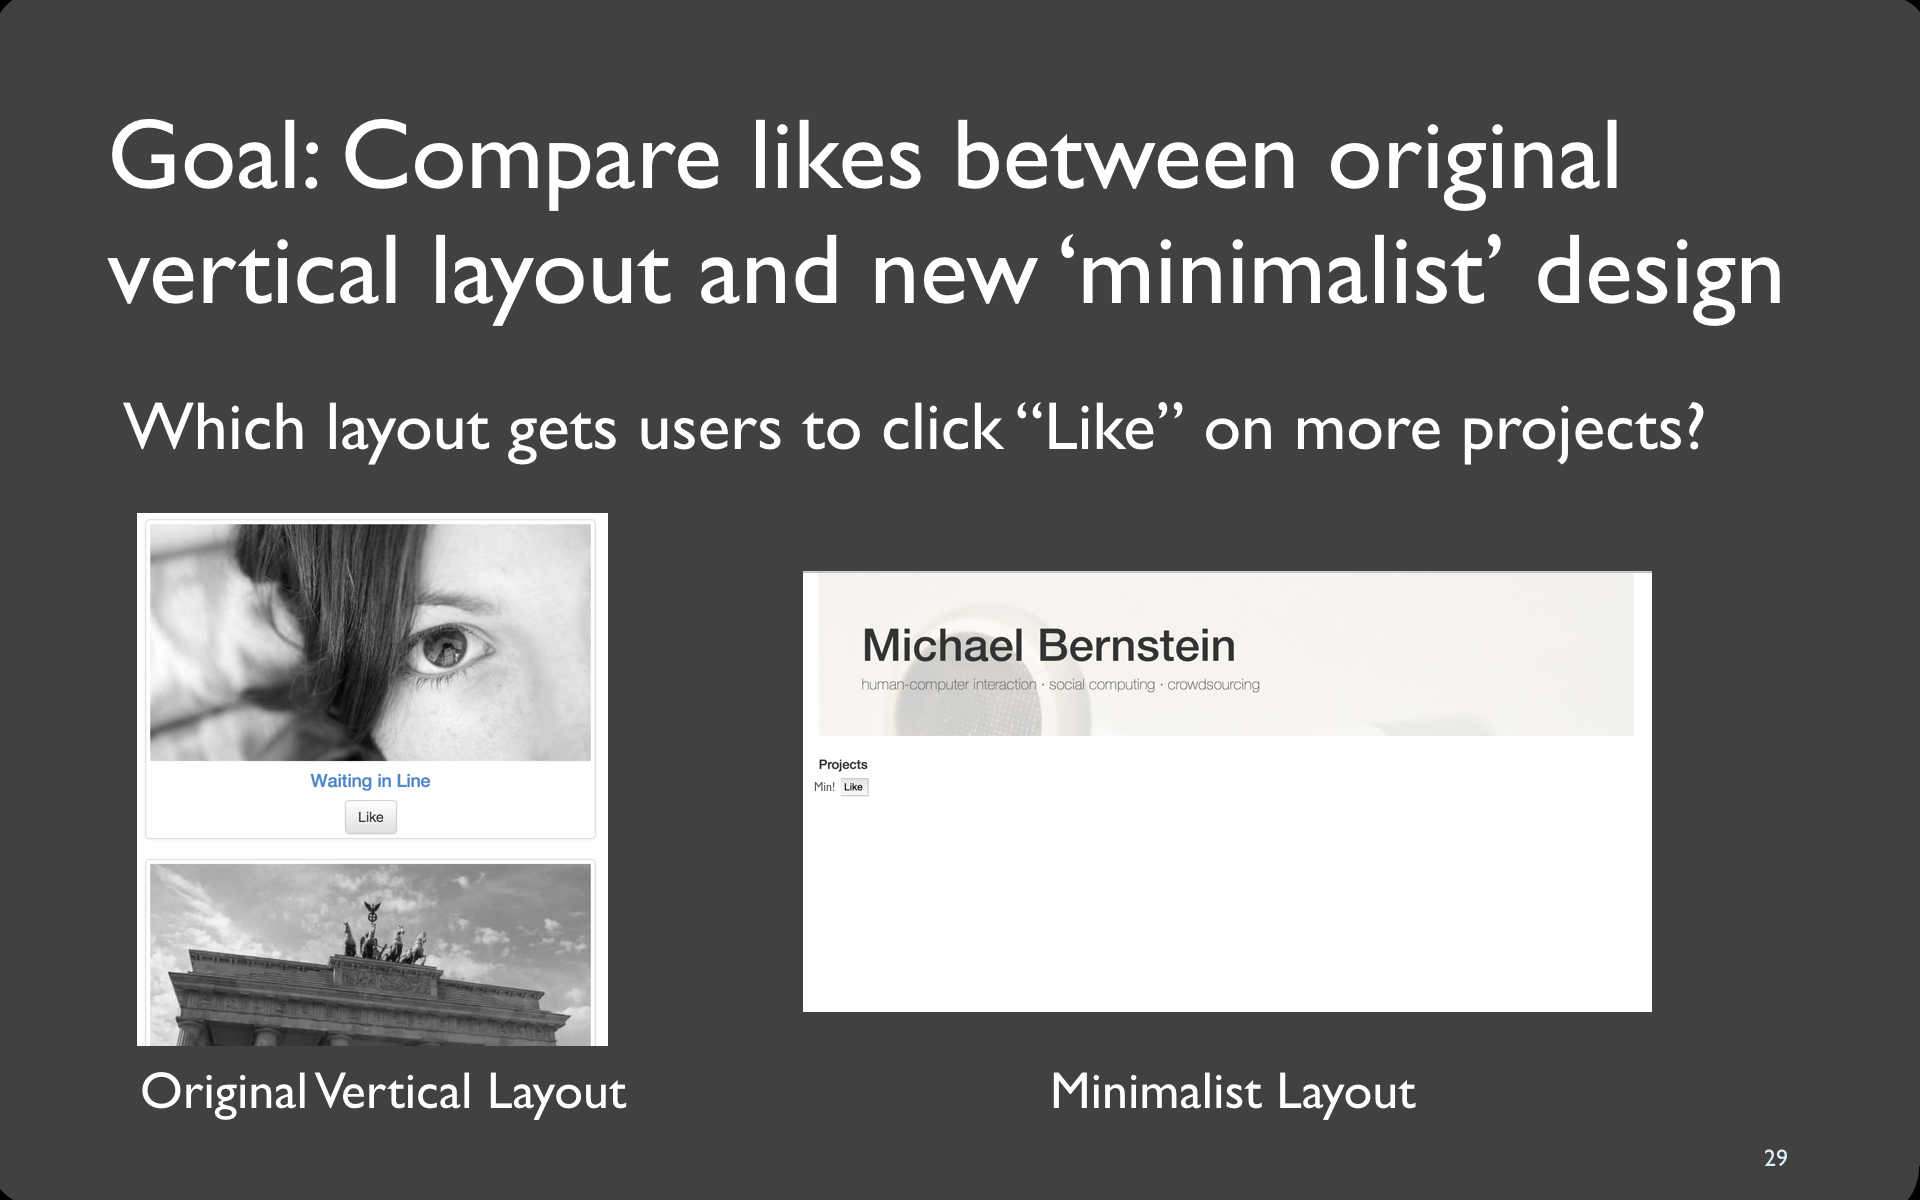 Goal: Compare likes between original
vertical layout and new ‘minimalist’ design
Which layout gets users to click “Like” on more projects?
Waiting in Line
Like
Original Vertical Layout
Michael Bernstein
human-computer interaction · social computing · crowdsourcing
Projects
Min! Like
Minimalist Layout
29